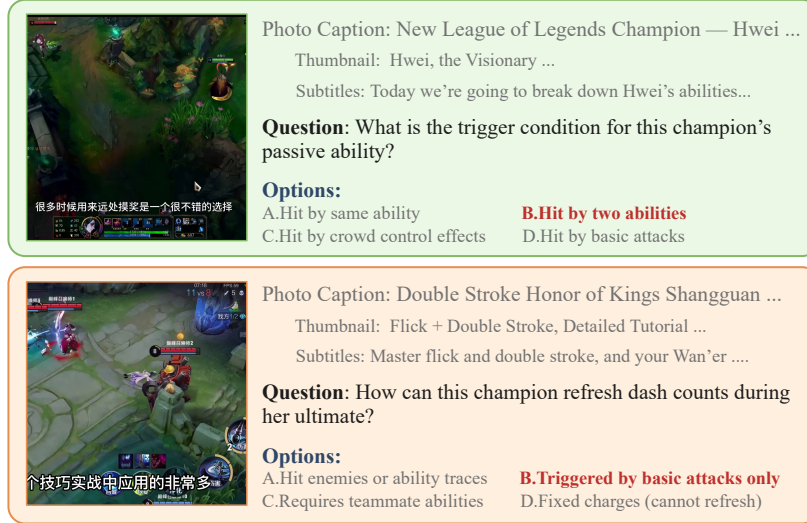 Photo Caption: New League of Legends Champion — Hwei ...
Thumbnail: Hwei, the Visionary ...
Subtitles: Today we're going to break down Hwei's abilities...
Question: What is the trigger condition for this champion's
passive ability?
Options:
A.Hit by same ability
B.Hit by two abilities
C.Hit by crowd control effects
D.Hit by basic attacks
很多时候用来远处摸奖是一个很不错的选择
Photo Caption: Double Stroke Honor of Kings Shangguan ...
Thumbnail: Flick + Double Stroke, Detailed Tutorial ...
Subtitles: Master flick and double stroke, and your Wan'er ....
Question: How can this champion refresh dash counts during
her ultimate?
Options:
A.Hit enemies or ability traces
B.Triggered by basic attacks only
C.Requires teammate abilities
D.Fixed charges (cannot refresh)
个技巧实战中应用的非常多